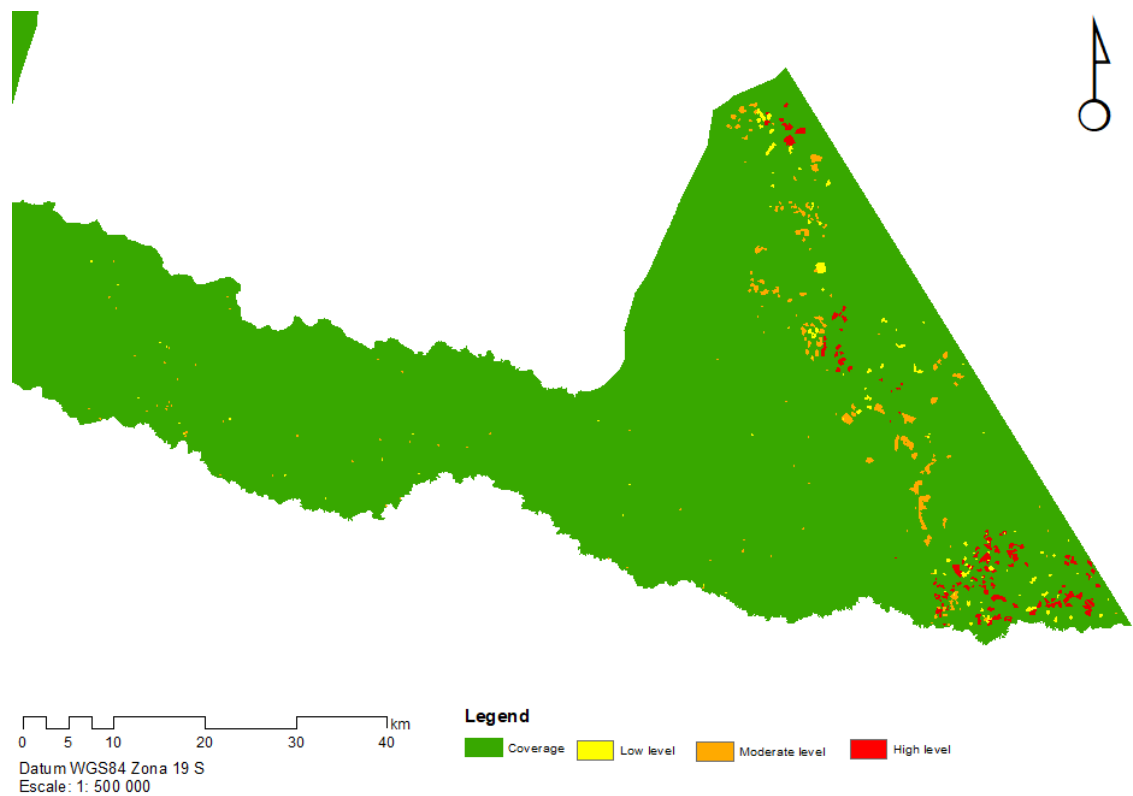 km
0 5 10 20 30 40
Datum WGS84 Zona 19 S
Escale: 1: 500 000
Legend
Coverage Low level Moderate level High level